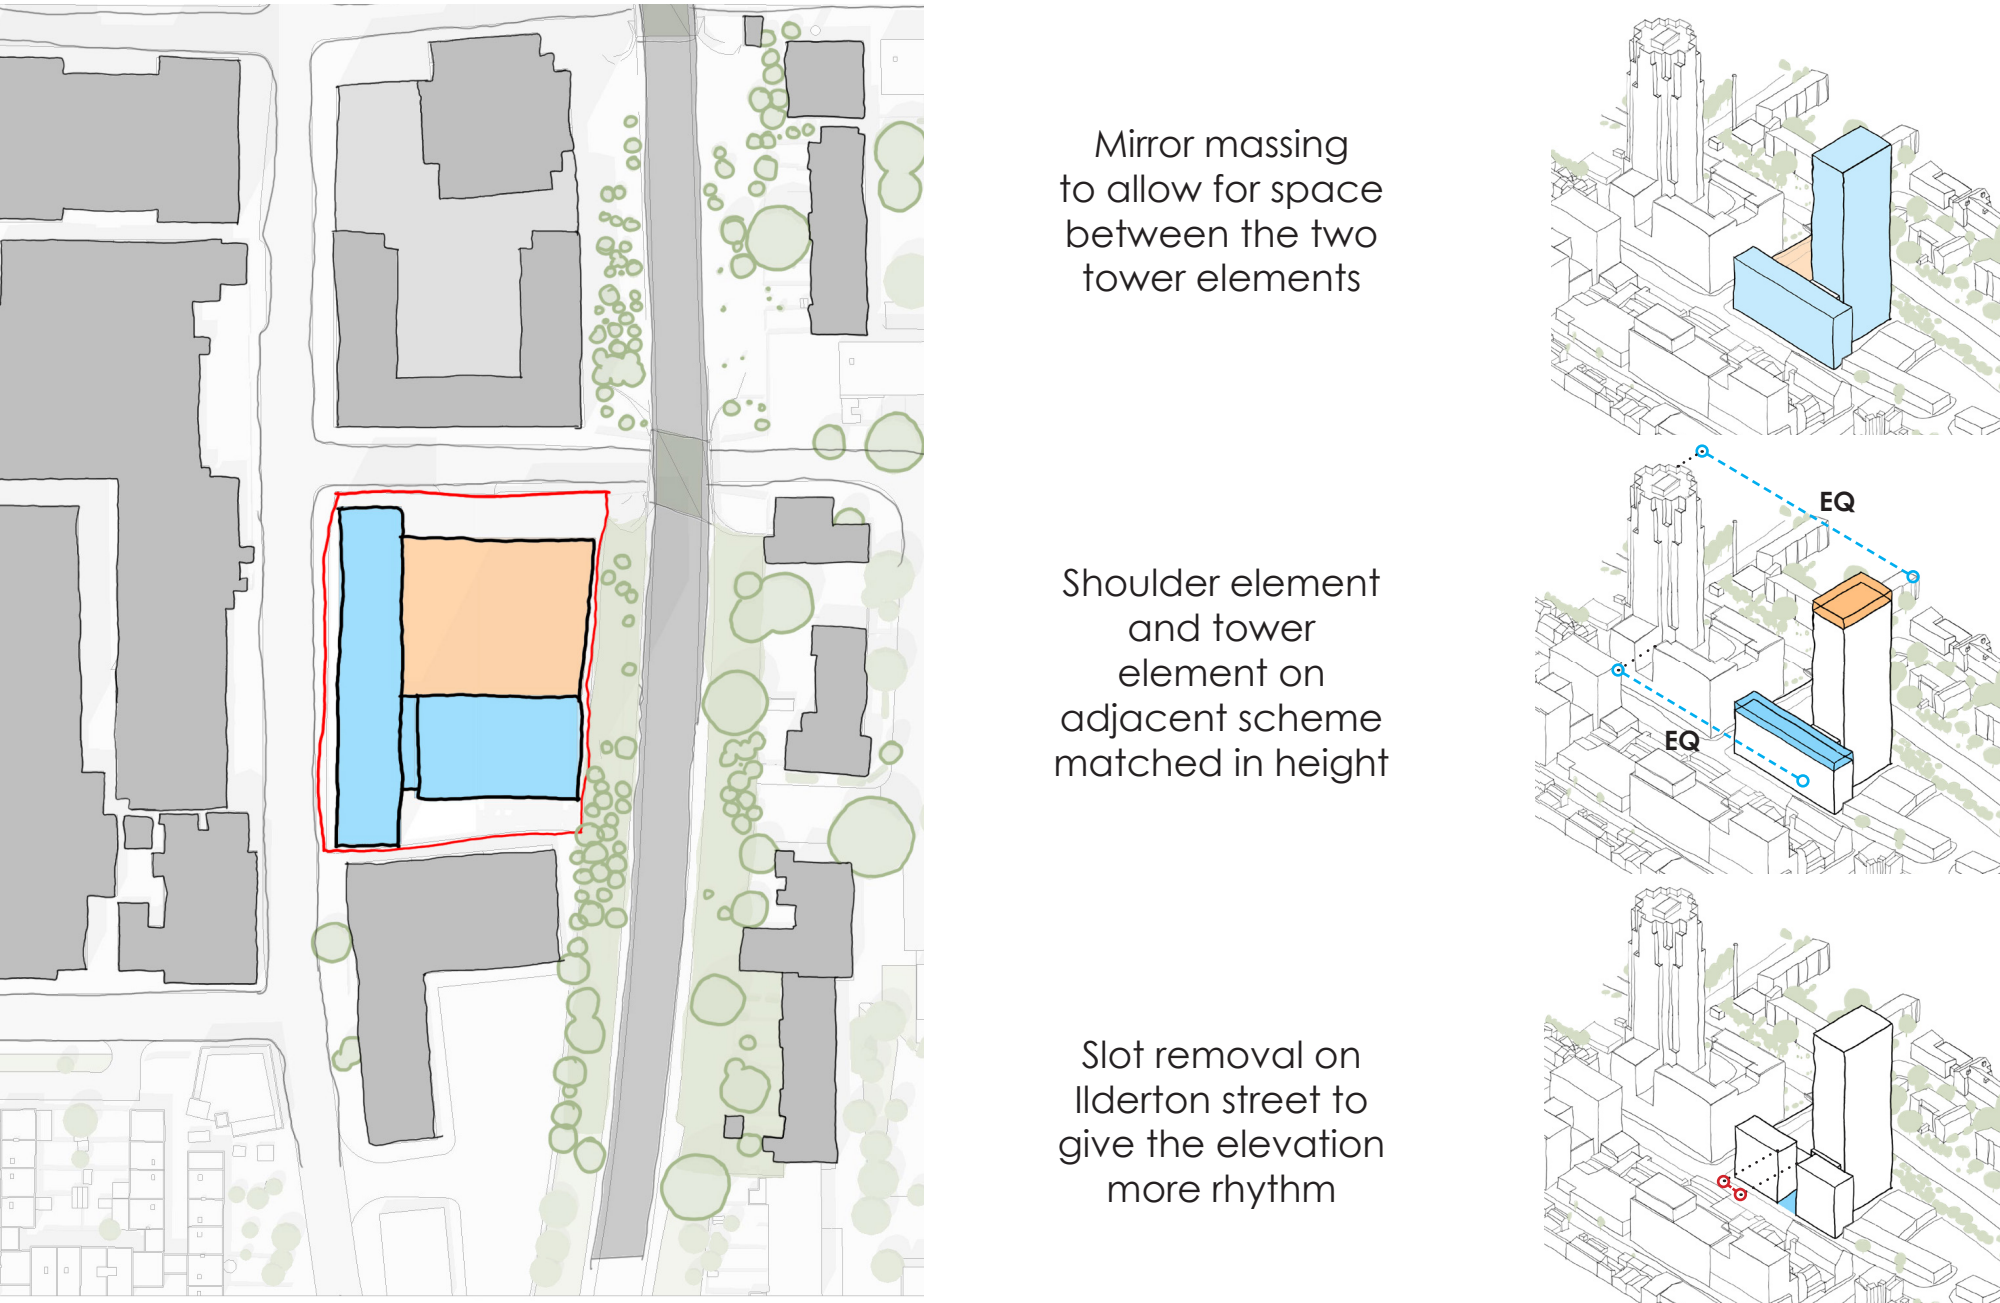 Mirror massing
to allow for space
between the two
tower elements
EQ
Shoulder element
and tower
element on
adjacent scheme
matched in height
EQ
Slot removal on
Ilderton street to
give the elevation
more rhythm